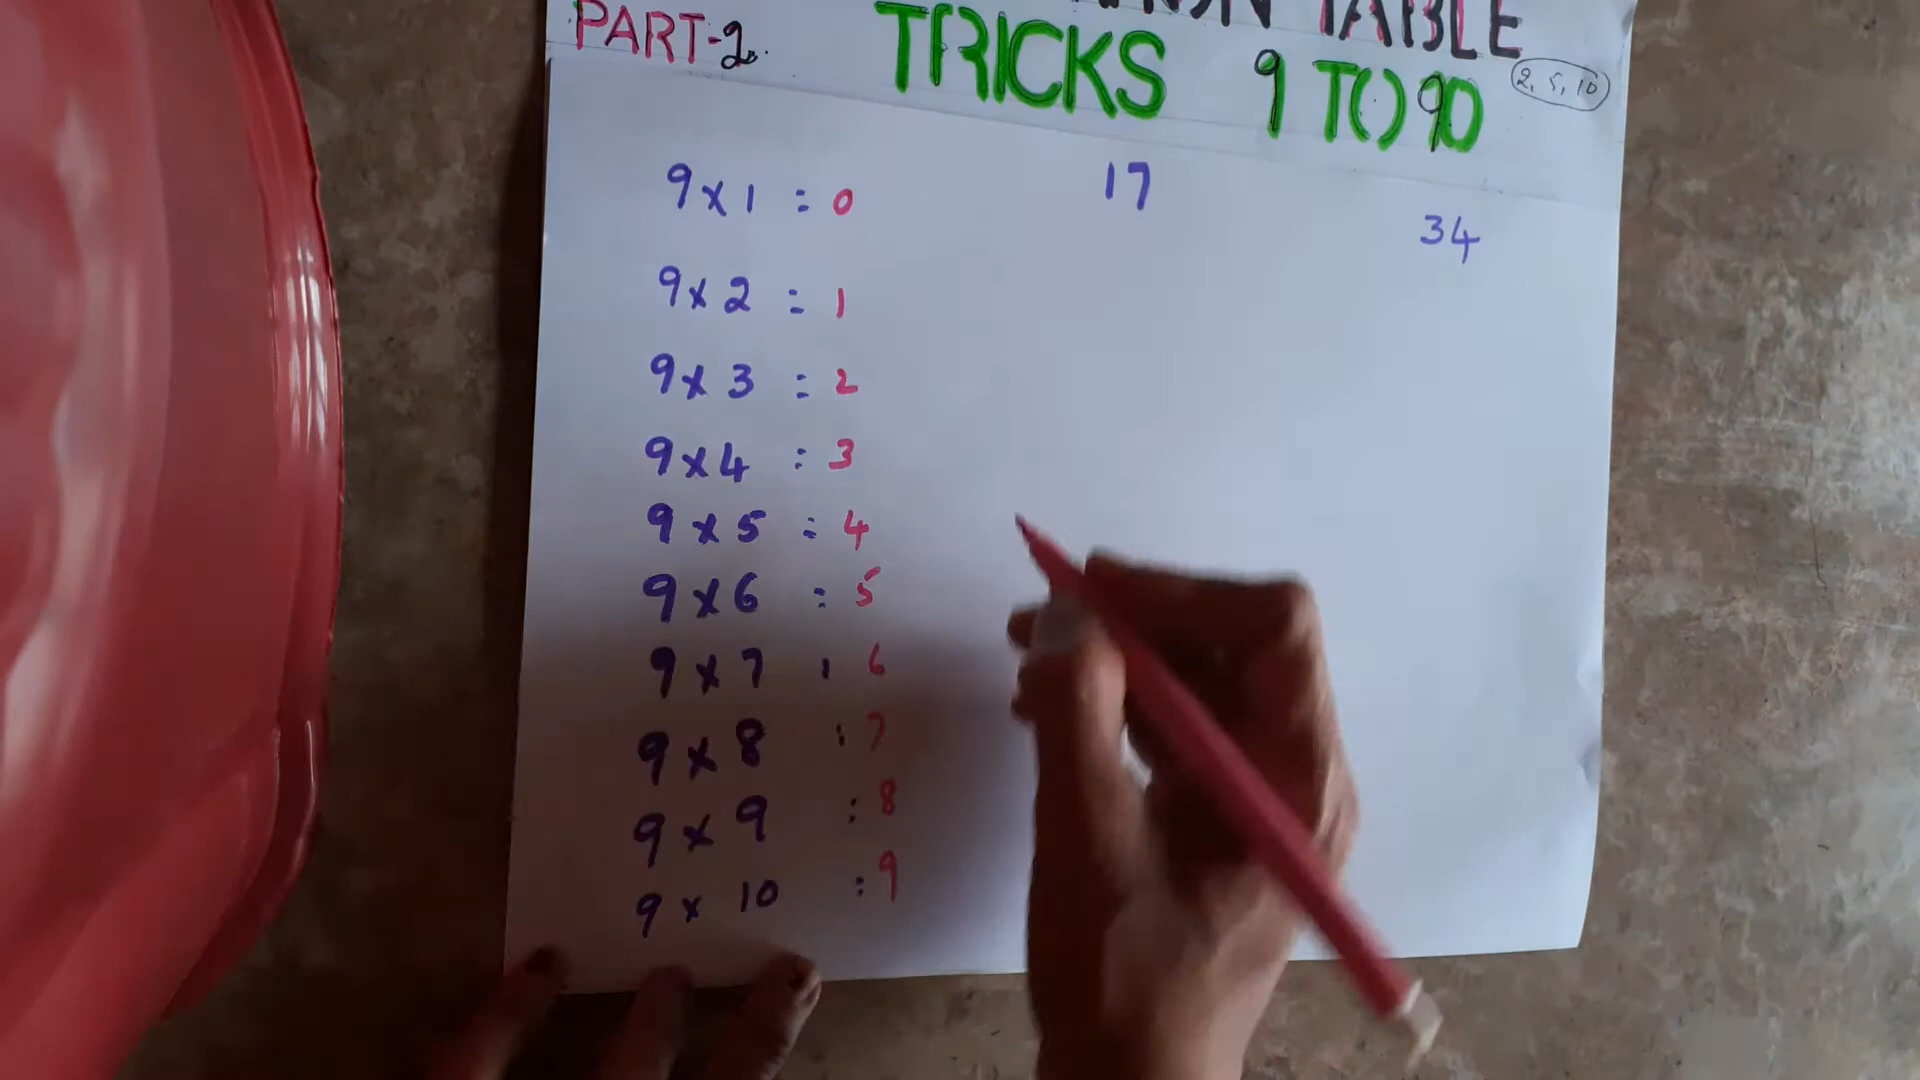 TABLE
PART-2
TRICKS 9 TO 90
2, 5, 10
9 x 1 : 0
17
34
9 x 2 : 1
9 x 3 : 2
9 x 4 : 3
9 x 5 : 4
9 x 6 : 5
9 x 7 : 6
9 x 8 : 7
9 x 9 : 8
9 x 10 : 9